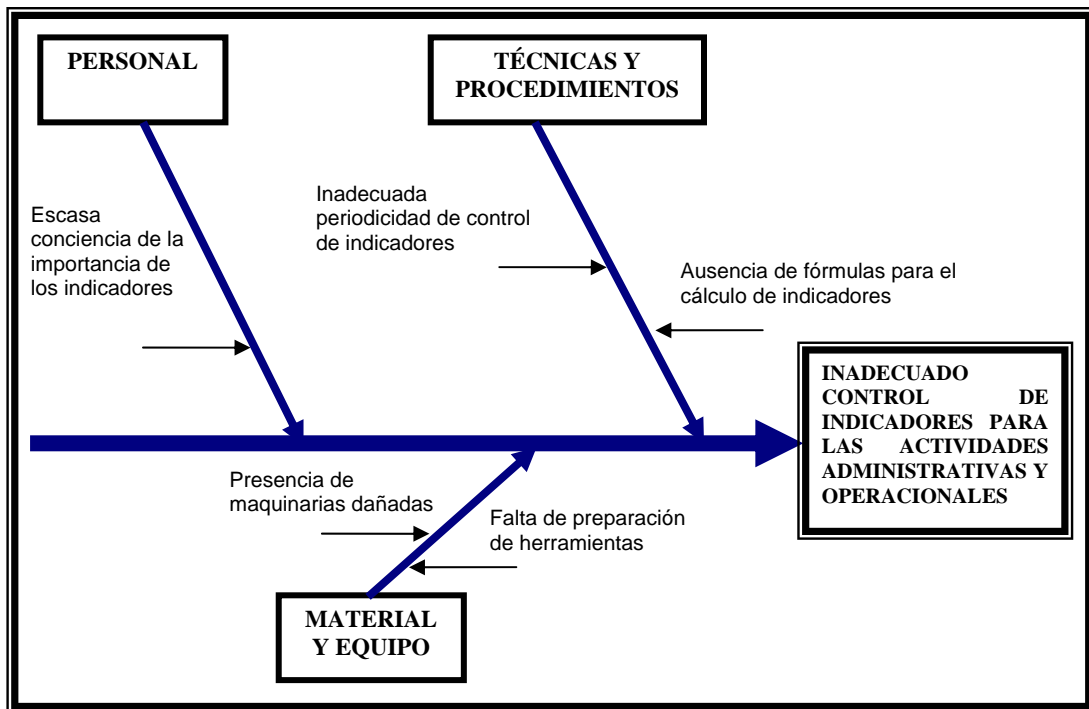 PERSONAL
TÉCNICAS Y
PROCEDIMIENTOS
Escasa
conciencia de la
importancia de
los indicadores
Inadecuada
periodicidad de control
de indicadores
Ausencia de fórmulas para el
cálculo de indicadores
INADECUADO
CONTROL DE
INDICADORES PARA
LAS ACTIVIDADES
ADMINISTRATIVAS Y
OPERACIONALES
Presencia de
maquinarias dañadas
Falta de preparación
de herramientas
MATERIAL
Y EQUIPO